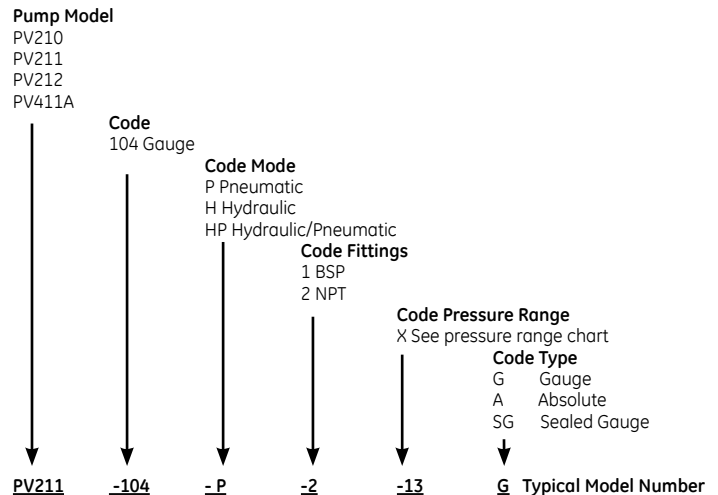 Pump Model
PV210
PV211
PV212
PV411A
Code
104 Gauge
Code Mode
P Pneumatic
H Hydraulic
HP Hydraulic/Pneumatic
Code Fittings
1 BSP
2 NPT
Code Pressure Range
X See pressure range chart
Code Type
G Gauge
A Absolute
SG Sealed Gauge
PV211 -104 - P -2 -13 G Typical Model Number